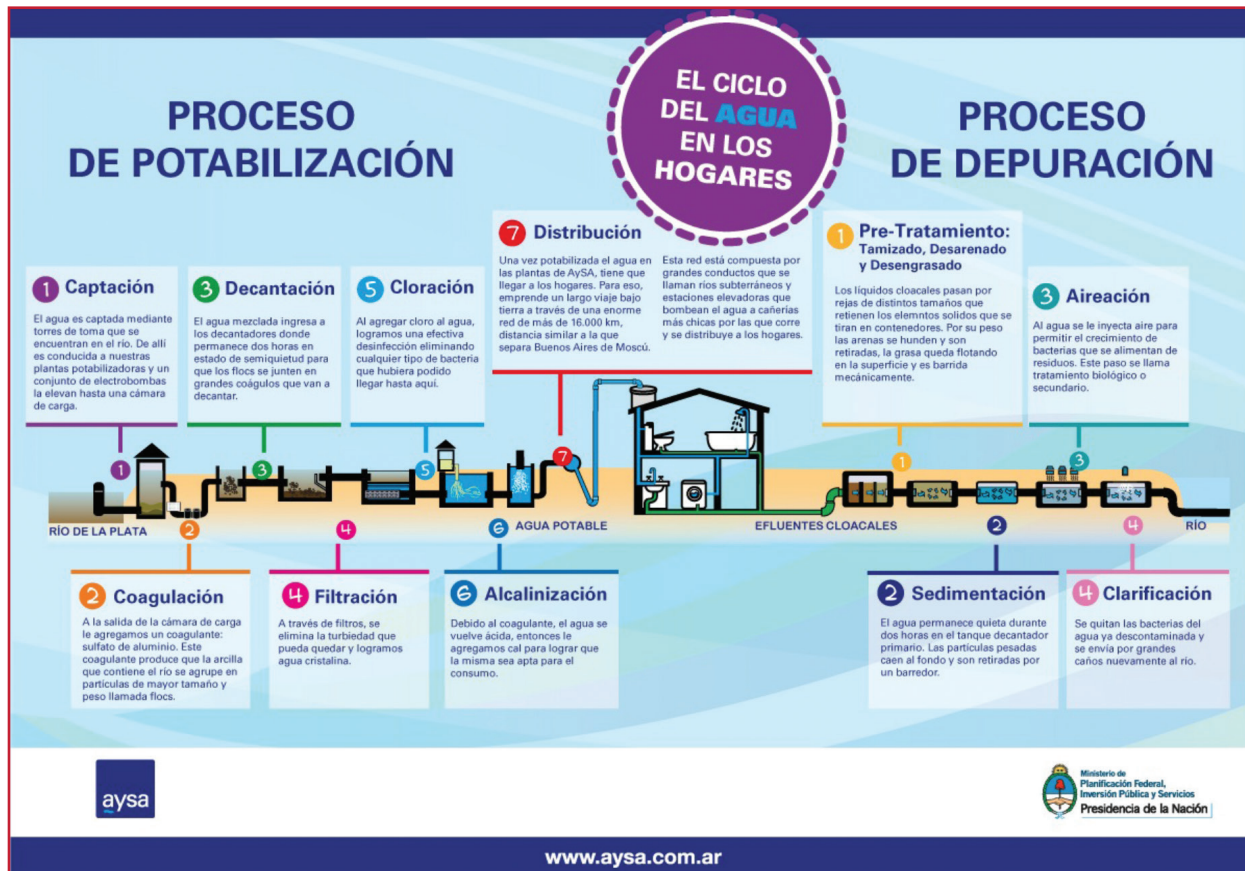 EL CICLO
DEL AGUA
EN LOS
HOGARES
PROCESO
DE POTABILIZACIÓN
1 Captación
El agua es captada mediante
torres de toma que se
encuentran en el río. De allí
es conducida a nuestras
plantas potabilizadoras y un
conjunto de electrobombas
la elevan hasta una cámara
de carga.
3 Decantación
El agua mezclada ingresa a
los decantadores donde
permanece dos horas en
estado de semiquietud para
que los flocs se junten en
grandes coágulos que van a
decantar.
5 Cloración
Al agregar cloro al agua,
logramos una efectiva
desinfección eliminando
cualquier tipo de bacteria
que hubiera podido
llegar hasta aquí.
7 Distribución
Una vez potabilizada el agua en
las plantas de AySA, tiene que
llegar a los hogares. Para eso,
emprende un largo viaje bajo
tierra a través de una enorme
red de más de 16.000 km,
distancia similar a la que
separa Buenos Aires de Moscú.
Esta red está compuesta por
grandes conductos que se
llaman ríos subterráneos y
estaciones elevadoras que
bombean el agua a cañerías
más chicas por las que corre
y se distribuye a los hogares.
PROCESO
DE DEPURACIÓN
1 Pre-Tratamiento:
Tamizado, Desarenado
y Desengrasado
Los líquidos cloacales pasan por
rejas de distintos tamaños que
retienen los elemntos solidos que se
tiran en contenedores. Por su peso
las arenas se hunden y son
retiradas, la grasa queda flotando
en la superficie y es barrida
mecánicamente.
3 Aireación
Al agua se le inyecta aire para
permitir el crecimiento de
bacterias que se alimentan de
residuos. Este paso se llama
tratamiento biológico o
secundario.
1
3
5
7
1
3
RÍO DE LA PLATA
2
4
6
AGUA POTABLE
EFLUENTES CLOACALES
2
4
RÍO
2 Coagulación
A la salida de la cámara de carga
le agregamos un coagulante:
sulfato de aluminio. Este
coagulante produce que la arcilla
que contiene el río se agrupe en
partículas de mayor tamaño y
peso llamada flocs.
4 Filtración
A través de filtros, se
elimina la turbiedad que
pueda quedar y logramos
agua cristalina.
6 Alcalinización
Debido al coagulante, el agua se
vuelve ácida, entonces le
agregamos cal para lograr que
la misma sea apta para el
consumo.
2 Sedimentación
El agua permanece quieta durante
dos horas en el tanque decantador
primario. Las partículas pesadas
caen al fondo y son retiradas por
un barredor.
4 Clarificación
Se quitan las bacterias del
agua ya descontaminada y
se envía por grandes
caños nuevamente al río.
aysa
Ministerio de
Planificación Federal,
Inversión Pública y Servicios
Presidencia de la Nación
www.aysa.com.ar